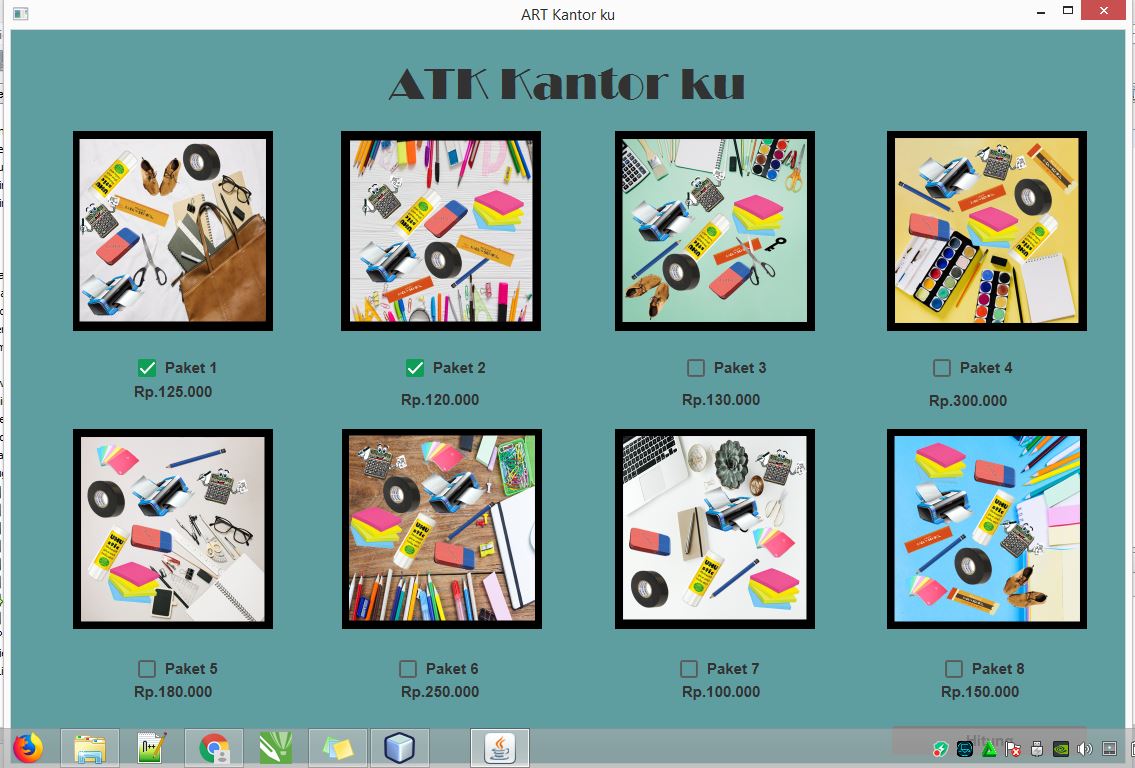 ART Kantor ku
ATK Kantor ku
Paket 1
Rp.125.000
Paket 2
Rp.120.000
Paket 3
Rp.130.000
Paket 4
Rp.300.000
Paket 5
Rp.180.000
Paket 6
Rp.250.000
Paket 7
Rp.100.000
Paket 8
Rp.150.000
Hitung